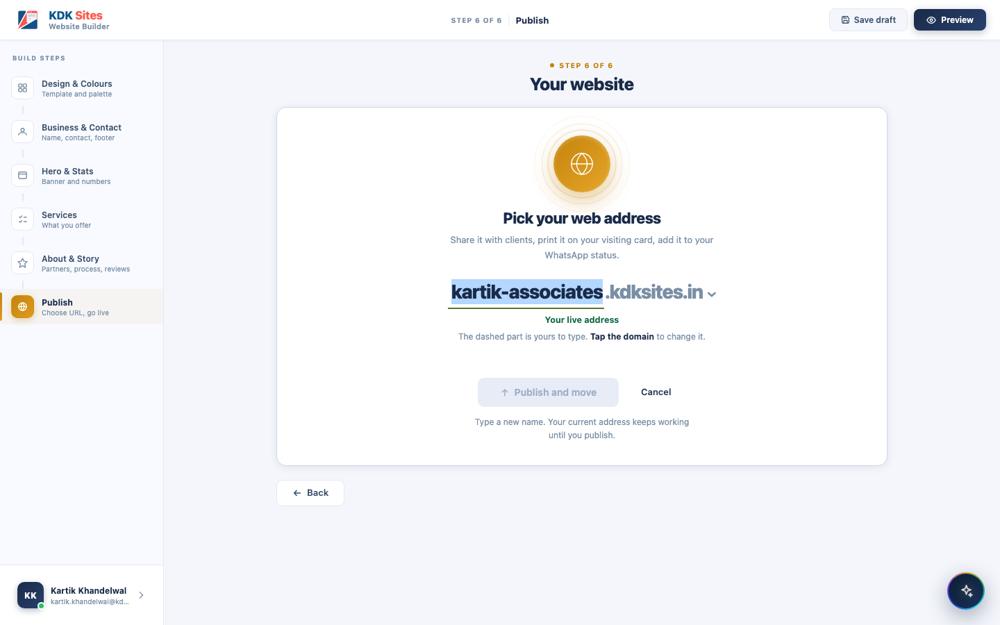 KDK Sites
Website Builder
STEP 6 OF 6
Publish
Save draft
Preview
BUILD STEPS
Design & Colours
Template and palette
Business & Contact
Name, contact, footer
Hero & Stats
Banner and numbers
Services
What you offer
About & Story
Partners, process, reviews
Publish
Choose URL, go live
STEP 6 OF 6
Your website
Pick your web address
Share it with clients, print it on your visiting card, add it to your
WhatsApp status.
kartik-associates.kdksites.in
Your live address
The dashed part is yours to type. Tap the domain to change it.
Publish and move
Cancel
Type a new name. Your current address keeps working
until you publish.
Back
KK
Kartik Khandelwal
kartik.khandelwal@kd...